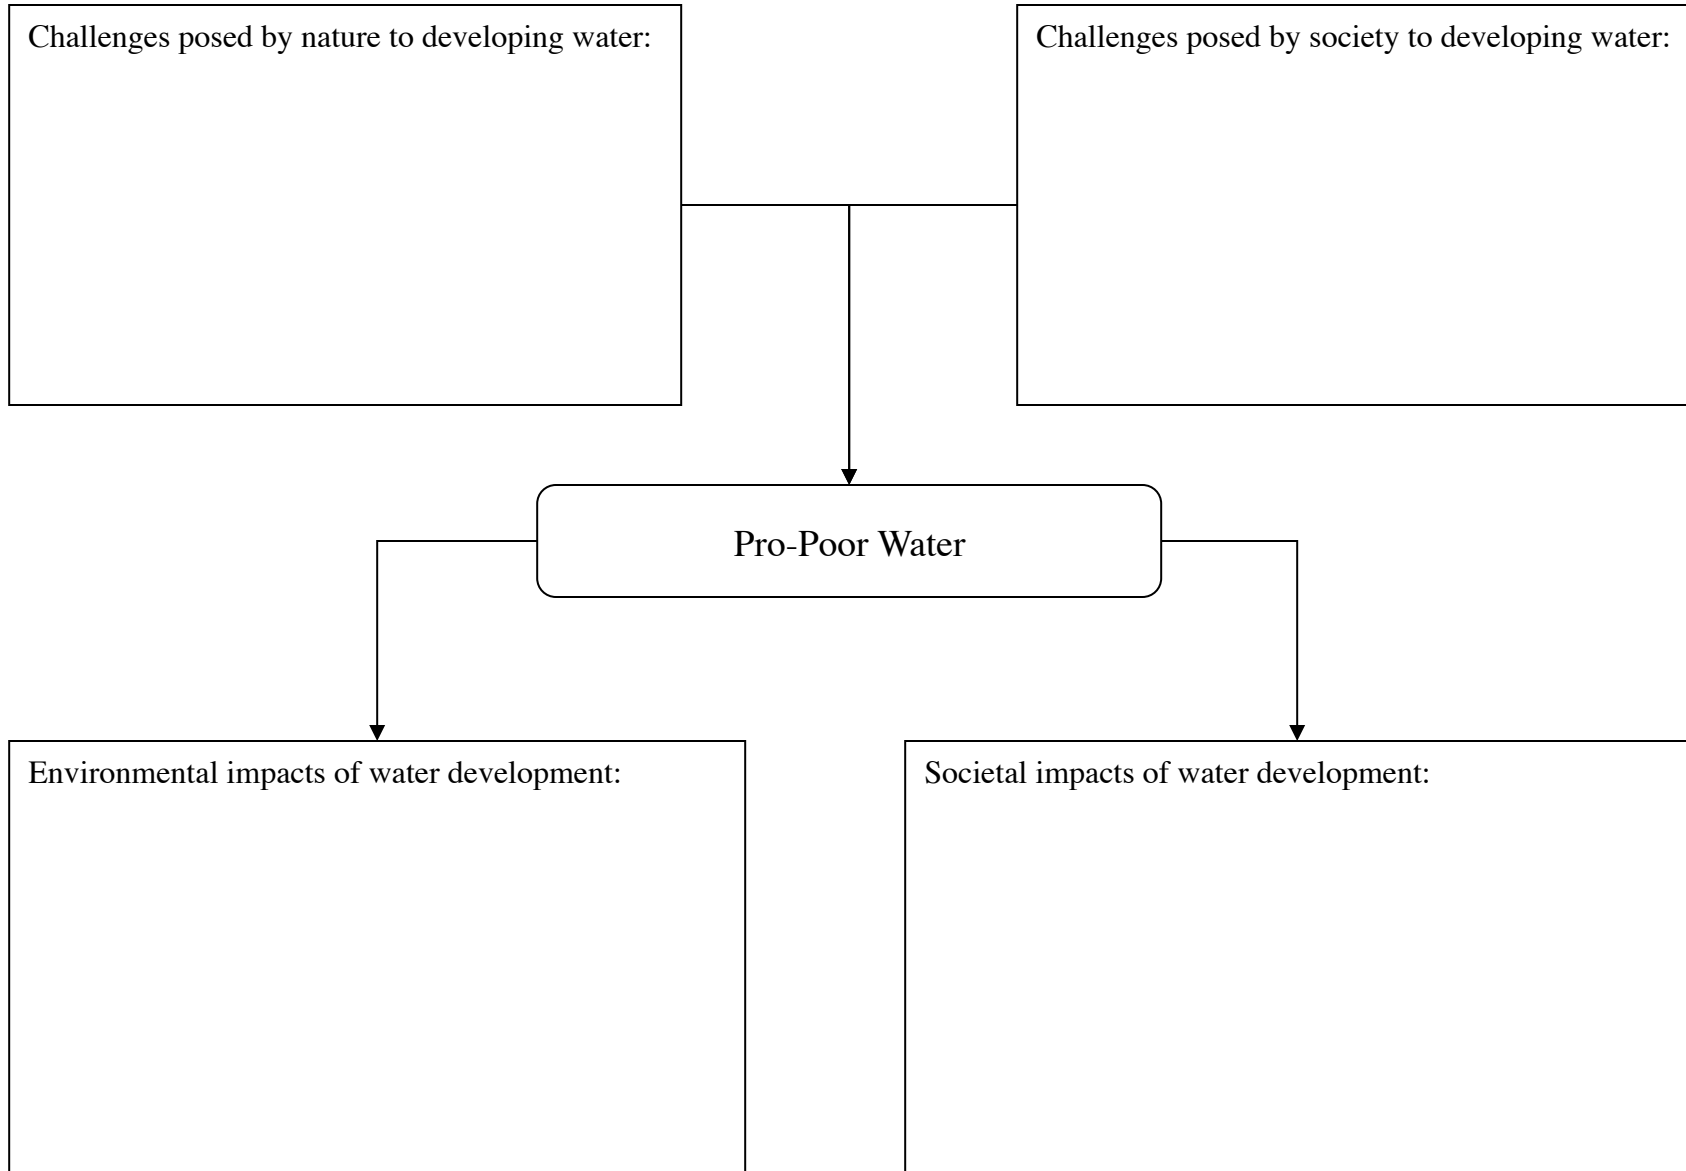 Challenges posed by nature to developing water:
Challenges posed by society to developing water:
Pro-Poor Water
Environmental impacts of water development:
Societal impacts of water development: